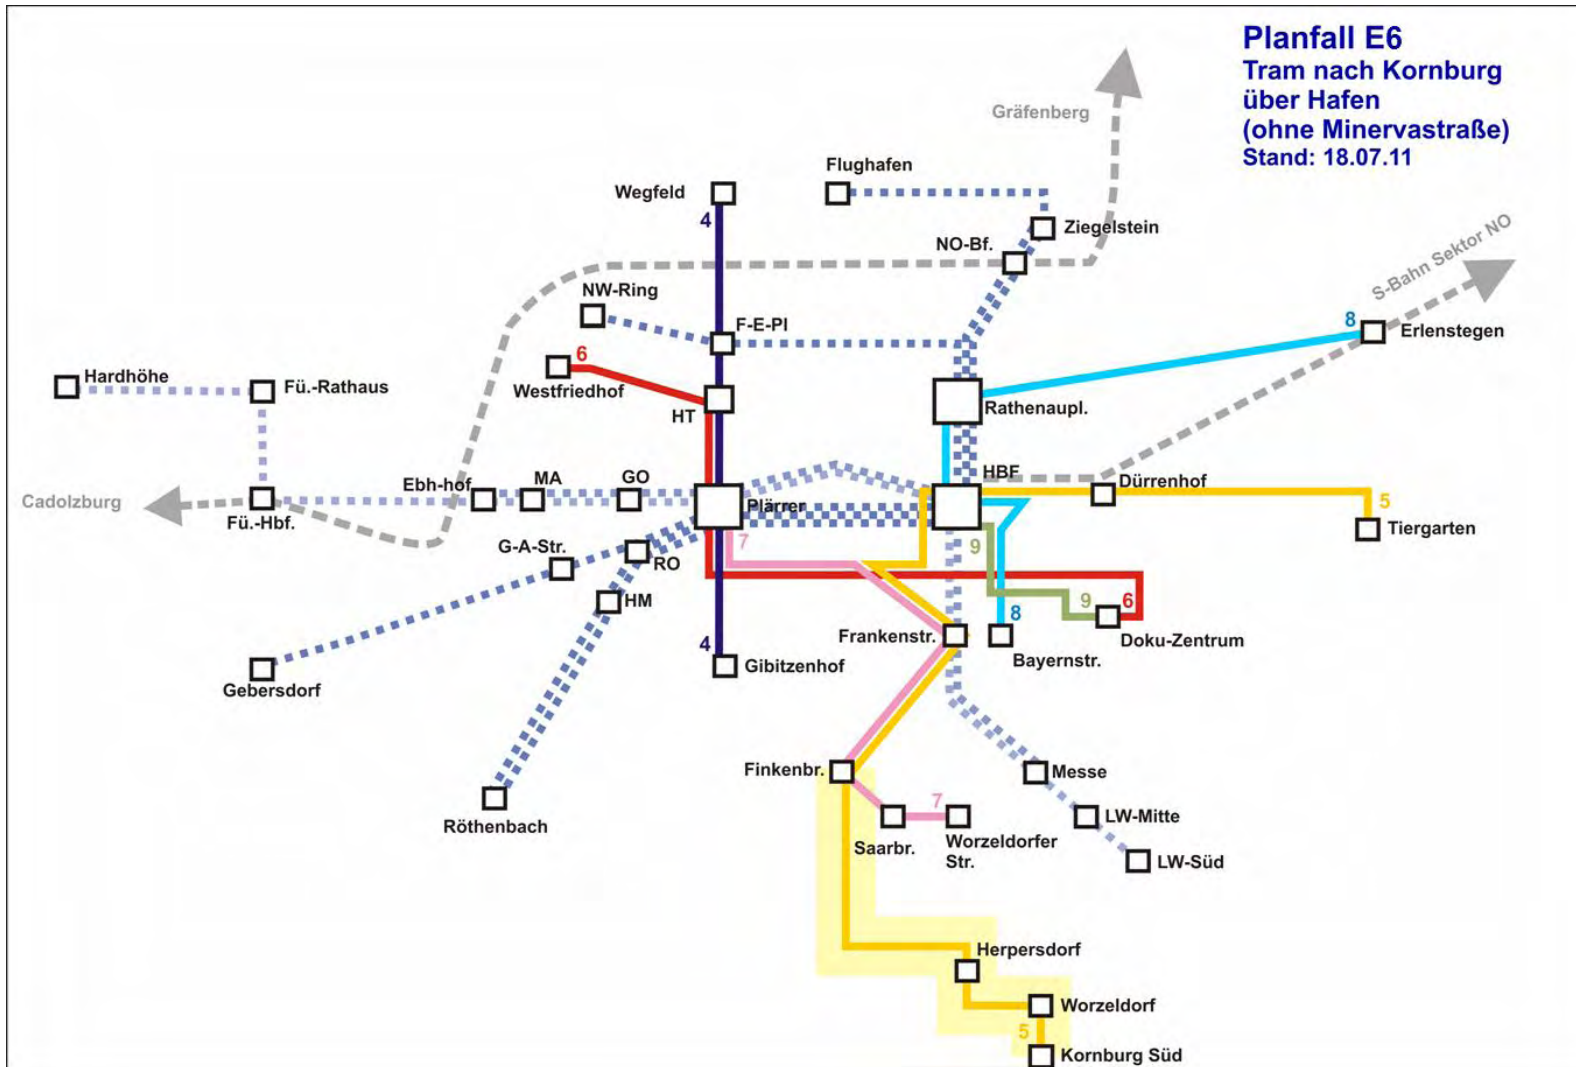 Planfall E6
Tram nach Kornburg
über Hafen
(ohne Minervastraße)
Stand: 18.07.11
Gräfenberg
Flughafen
Wegfeld
4
Ziegelstein
NO-Bf.
S-Bahn Sektor NO
NW-Ring
F-E-Pl
8
Erlenstegen
6
Westfriedhof
Hardhöhe
Fü.-Rathaus
HT
Rathenaupl.
HBF
Ebh-hof
MA
GO
Dürrenhof
Cadolzburg
Fü.-Hbf.
Plärrer
5
Tiergarten
G-A-Str.
RO
7
9
HM
9
6
4
Frankenstr.
8
Bayernstr.
Doku-Zentrum
Gebersdorf
Gibitzenhof
Finkenbr.
Messe
Röthenbach
7
Saarbr.
Worzeldorfer
Str.
LW-Mitte
LW-Süd
Herpersdorf
Worzeldorf
5
Kornburg Süd